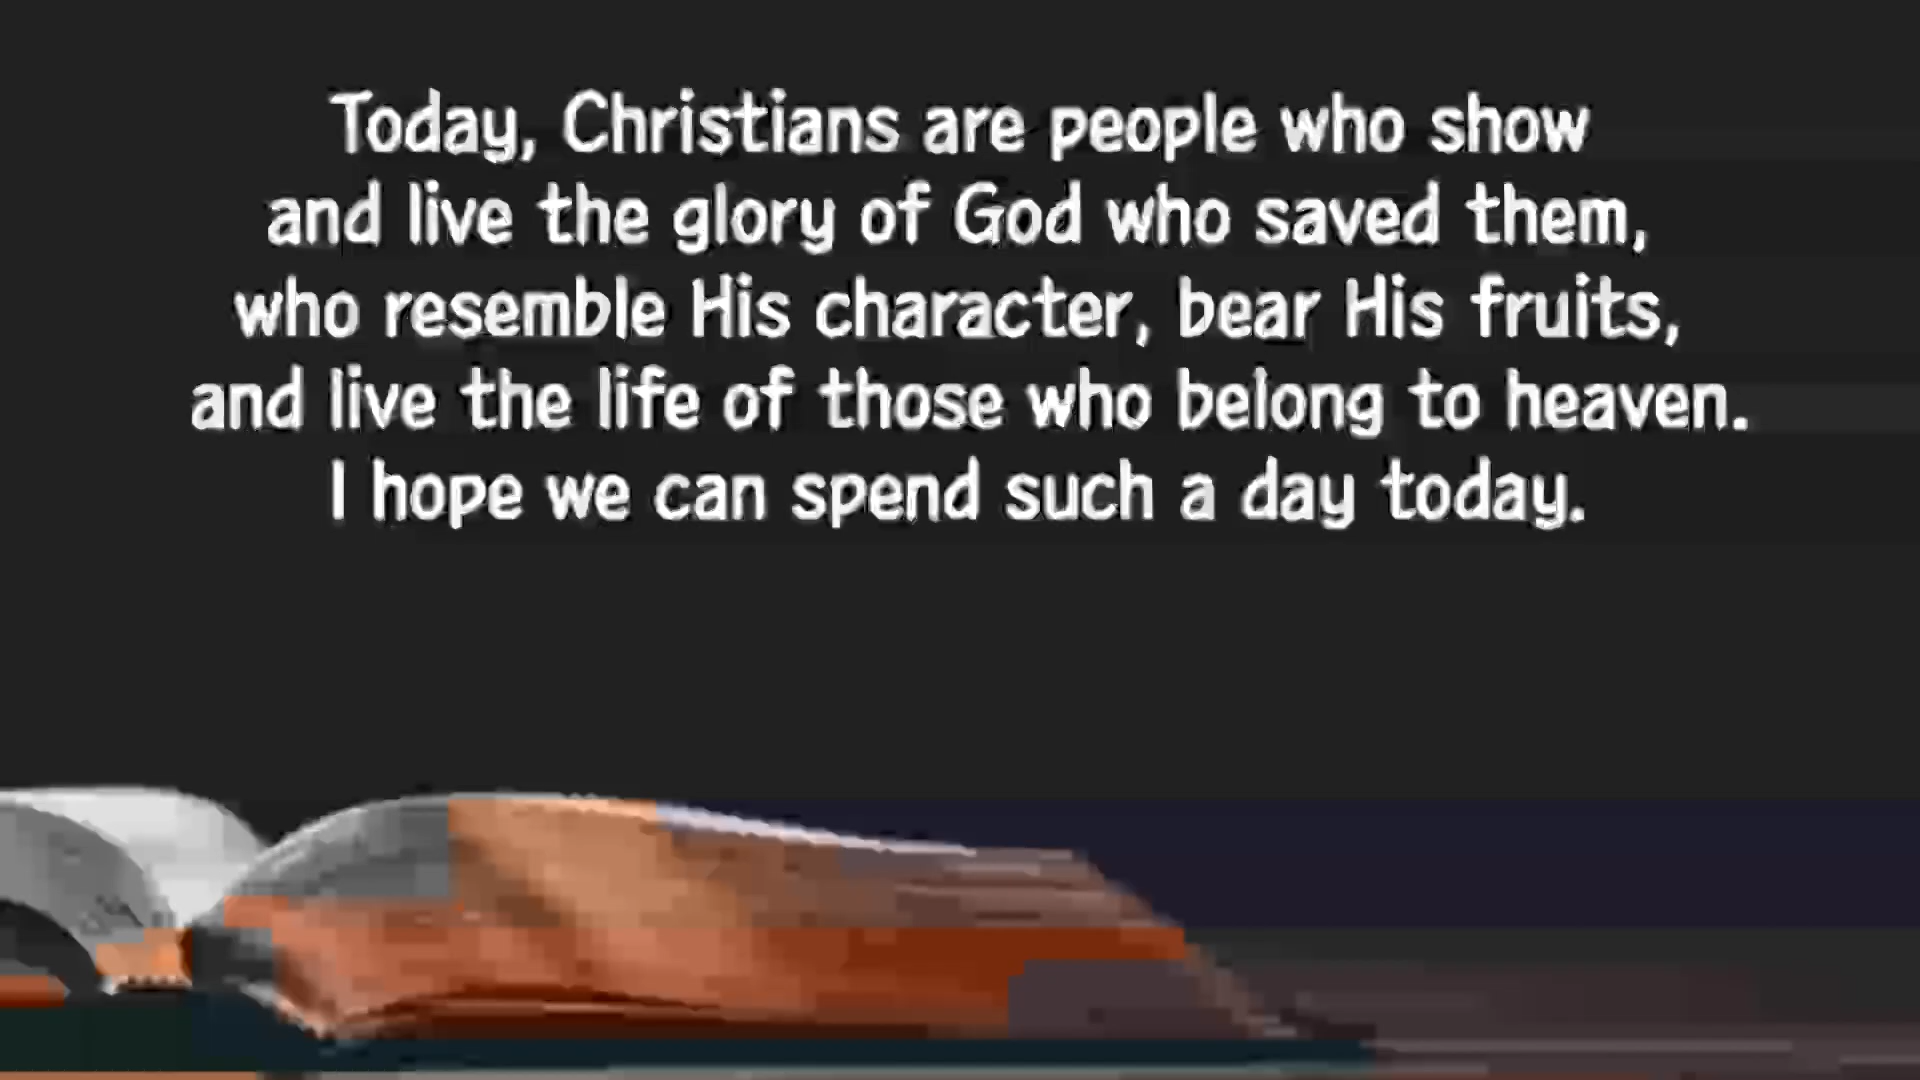 Today, Christians are people who show
and live the glory of God who saved them,
who resemble His character, bear His fruits,
and live the life of those who belong to heaven.
I hope we can spend such a day today.